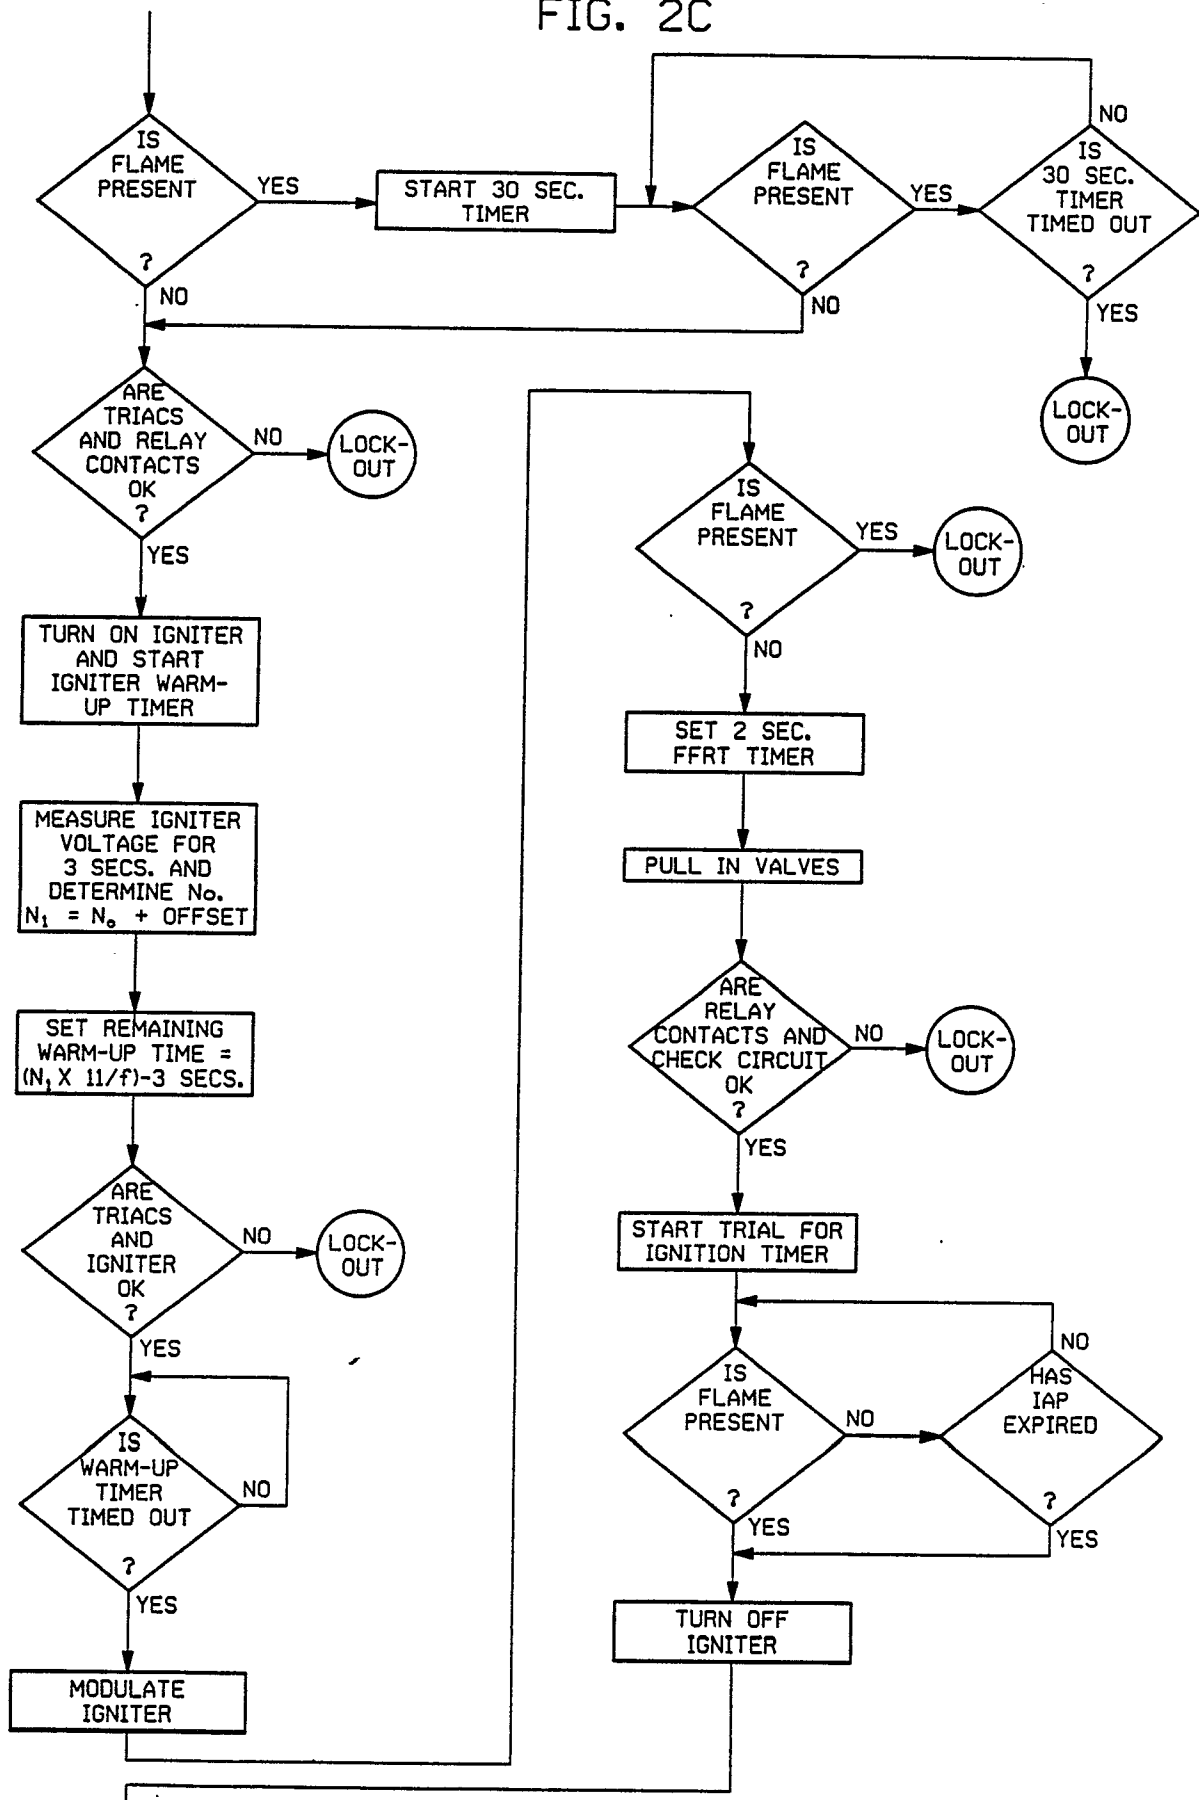 FIG. 2C
IS
FLAME
PRESENT
?
YES
NO
START 30 SEC.
TIMER
IS
FLAME
PRESENT
?
YES
NO
IS
30 SEC.
TIMER
TIMED OUT
?
NO
YES
LOCK-
OUT
ARE
TRIACS
AND RELAY
CONTACTS
OK
?
NO
LOCK-
OUT
YES
TURN ON IGNITER
AND START
IGNITER WARM-
UP TIMER
MEASURE IGNITER
VOLTAGE FOR
3 SECS. AND
DETERMINE No.
N₁ = N₀ + OFFSET
SET REMAINING
WARM-UP TIME =
(N₁ X 11/f)-3 SECS.
ARE
TRIACS
AND
IGNITER
OK
?
NO
LOCK-
OUT
YES
IS
WARM-UP
TIMER
TIMED OUT
?
NO
YES
MODULATE
IGNITER
IS
FLAME
PRESENT
?
YES
LOCK-
OUT
NO
SET 2 SEC.
FFRT TIMER
PULL IN VALVES
ARE
RELAY
CONTACTS AND
CHECK CIRCUIT
OK
?
NO
LOCK-
OUT
YES
START TRIAL FOR
IGNITION TIMER
IS
FLAME
PRESENT
?
NO
YES
HAS
IAP
EXPIRED
?
NO
YES
TURN OFF
IGNITER